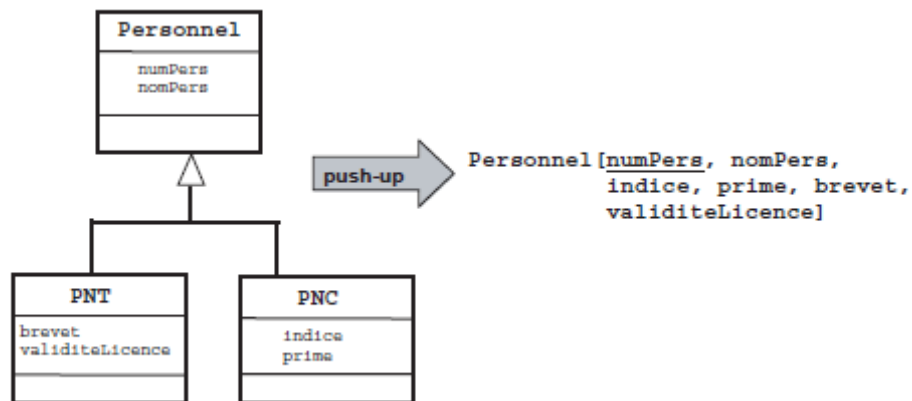 Personnel
numPers
nomPers
push-up
Personnel[numPers, nomPers,
indice, prime, brevet,
validiteLicence]
PNT
brevet
validiteLicence
PNC
indice
prime